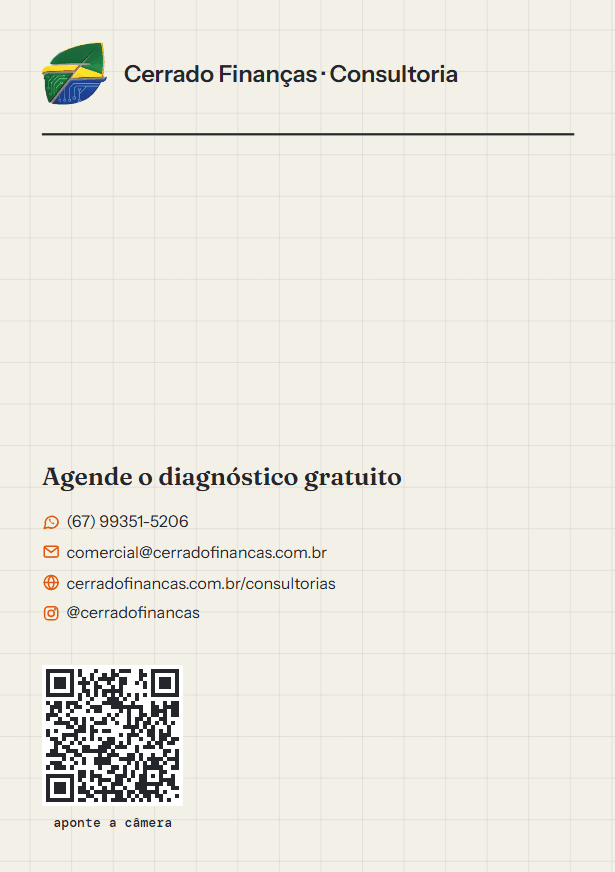 Cerrado Finanças · Consultoria
Agende o diagnóstico gratuito
(67) 99351-5206
comercial@cerradofinancas.com.br
cerradofinancas.com.br/consultorias
@cerradofinancas
aponte a câmera